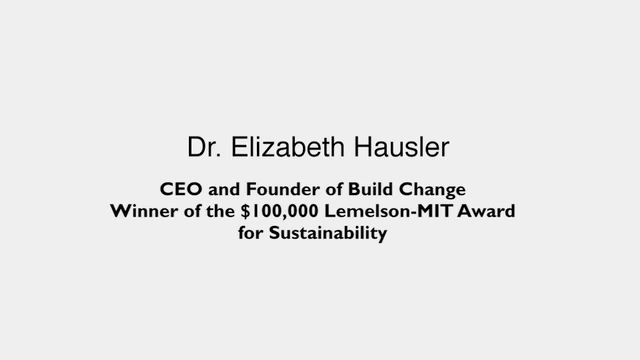 Dr. Elizabeth Hausler
CEO and Founder of Build Change
Winner of the $100,000 Lemelson-MIT Award
for Sustainability